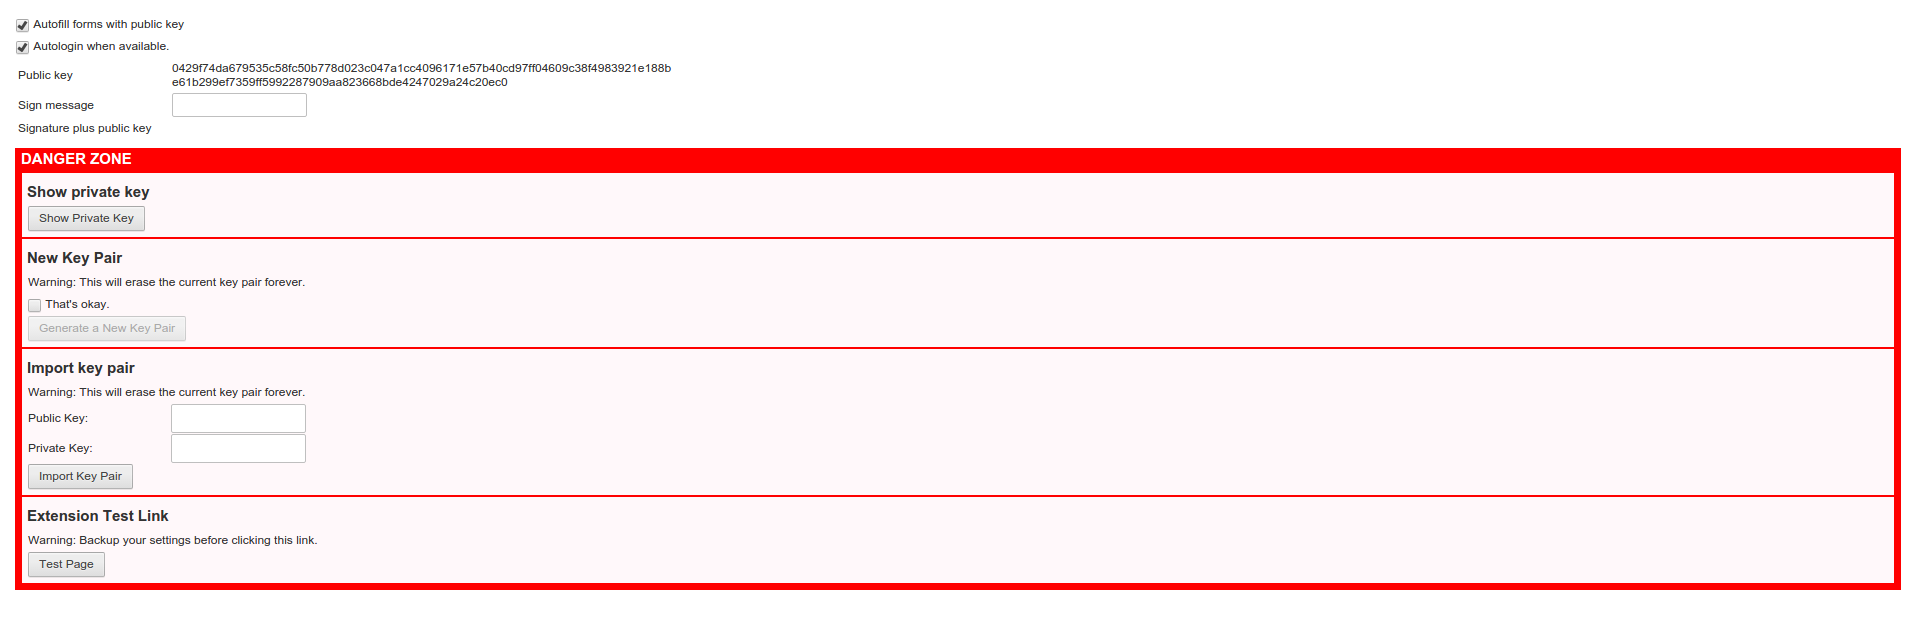 Autofill forms with public key
Autologin when available.
Public key
0429f74da679535c58fc50b778d023c047a1cc4096171e57b40cd97ff04609c38f4983921e188b
e61b299ef7359ff5992287909aa823668bde4247029a24c20ec0
Sign message
Signature plus public key
DANGER ZONE
Show private key
Show Private Key
New Key Pair
Warning: This will erase the current key pair forever.
That's okay.
Generate a New Key Pair
Import key pair
Warning: This will erase the current key pair forever.
Public Key:
Private Key:
Import Key Pair
Extension Test Link
Warning: Backup your settings before clicking this link.
Test Page